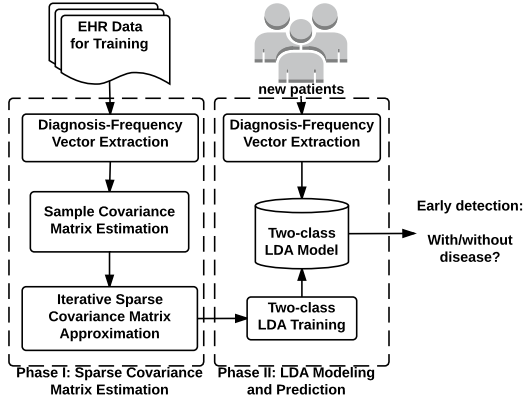 EHR Data
for Training
new patients
Diagnosis-Frequency
Vector Extraction
Diagnosis-Frequency
Vector Extraction
Sample Covariance
Matrix Estimation
Two-class
LDA Model
Early detection:
With/without
disease?
Iterative Sparse
Covariance Matrix
Approximation
Two-class
LDA Training
Phase I: Sparse Covariance
Matrix Estimation
Phase II: LDA Modeling
and Prediction